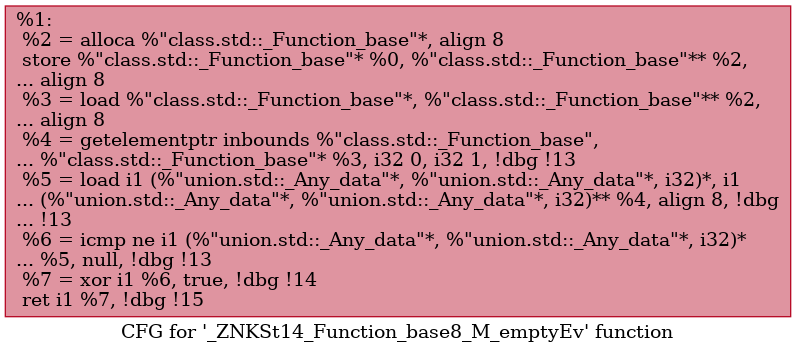 %1:
%2 = alloca %"class.std::_Function_base"*, align 8
store %"class.std::_Function_base"* %0, %"class.std::_Function_base"** %2,
... align 8
%3 = load %"class.std::_Function_base"*, %"class.std::_Function_base"** %2,
... align 8
%4 = getelementptr inbounds %"class.std::_Function_base",
... %"class.std::_Function_base"* %3, i32 0, i32 1, !dbg !13
%5 = load i1 (%"union.std::_Any_data"*, %"union.std::_Any_data"*, i32)*, i1
... (%"union.std::_Any_data"*, %"union.std::_Any_data"*, i32)** %4, align 8, !dbg
... !13
%6 = icmp ne i1 (%"union.std::_Any_data"*, %"union.std::_Any_data"*, i32)*
... %5, null, !dbg !13
%7 = xor i1 %6, true, !dbg !14
ret i1 %7, !dbg !15
CFG for '_ZNKSt14_Function_base8_M_emptyEv' function